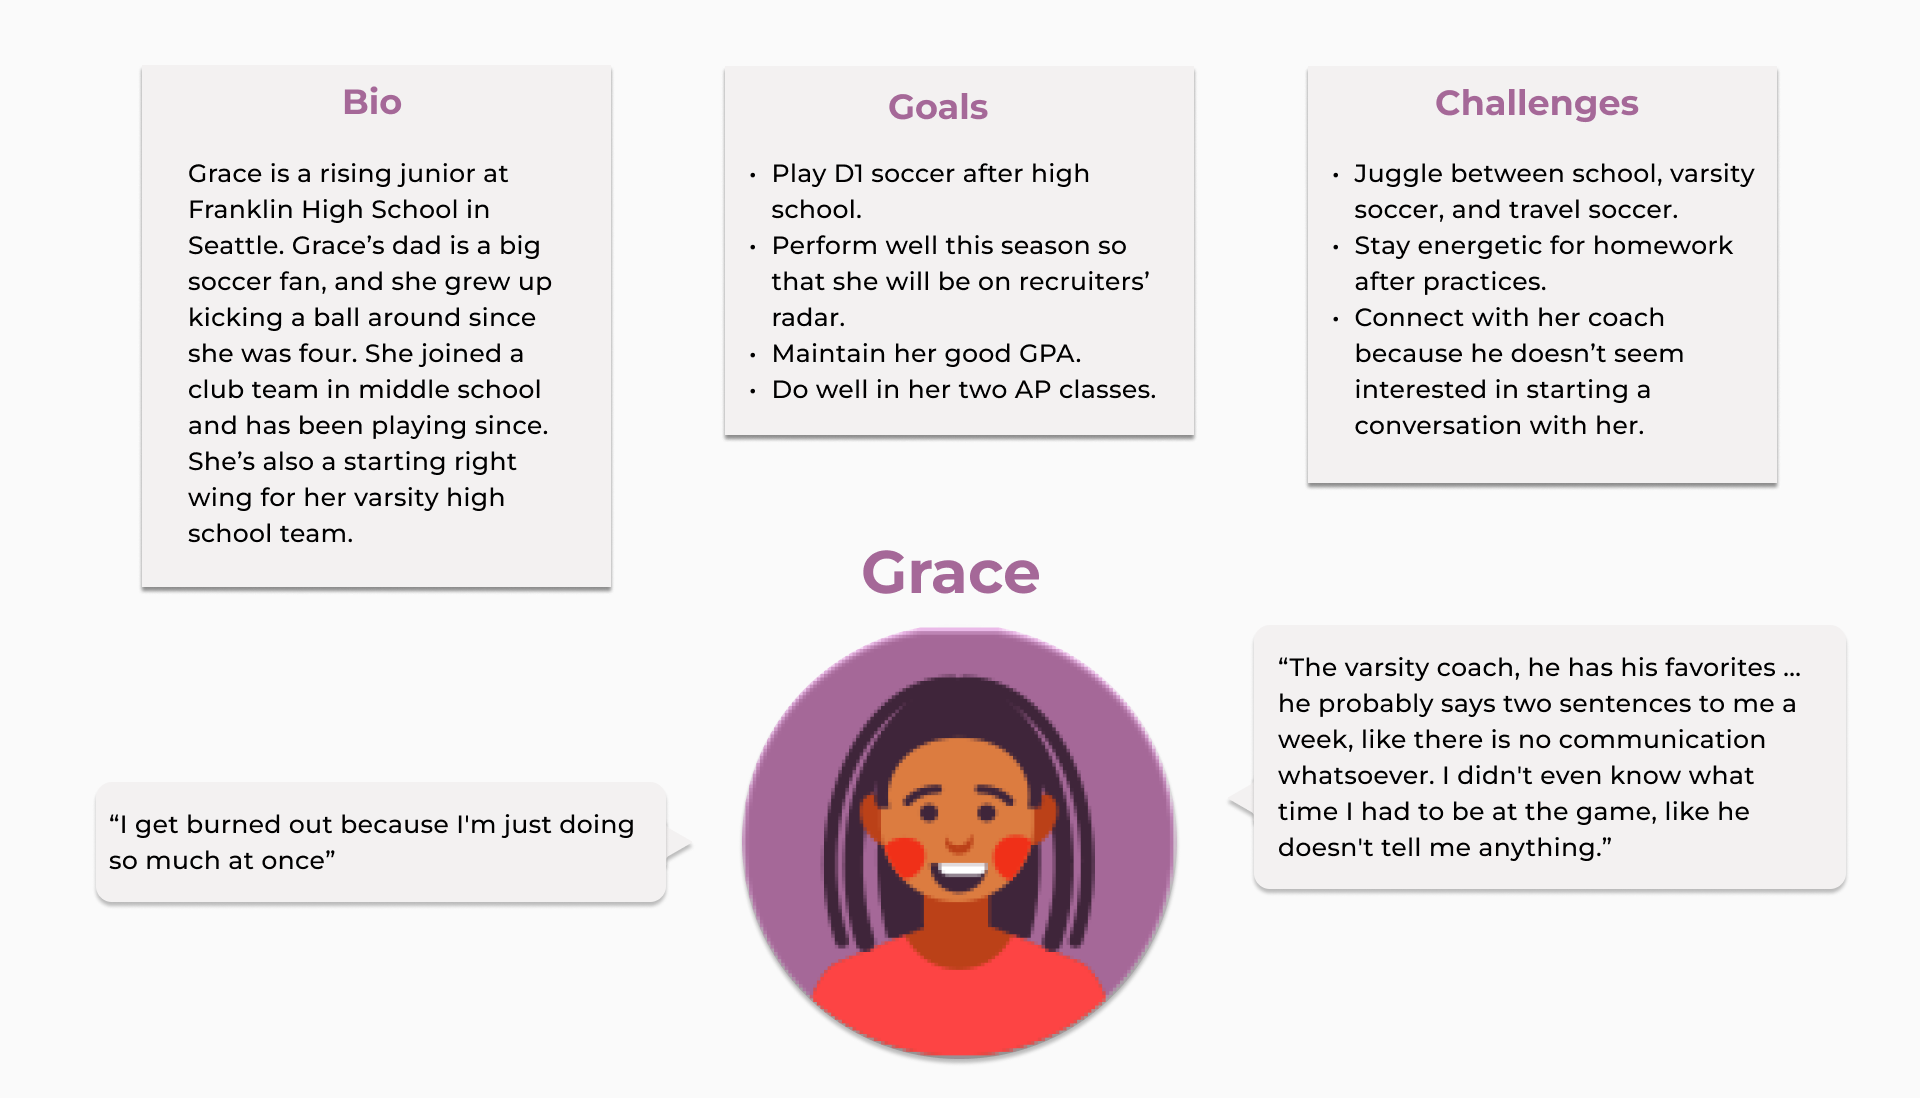 Bio
Grace is a rising junior at
Franklin High School in
Seattle. Grace’s dad is a big
soccer fan, and she grew up
kicking a ball around since
she was four. She joined a
club team in middle school
and has been playing since.
She’s also a starting right
wing for her varsity high
school team.
Goals
• Play D1 soccer after high
school.
• Perform well this season so
that she will be on recruiters’
radar.
• Maintain her good GPA.
• Do well in her two AP classes.
Challenges
• Juggle between school, varsity
soccer, and travel soccer.
• Stay energetic for homework
after practices.
• Connect with her coach
because he doesn’t seem
interested in starting a
conversation with her.
Grace
“I get burned out because I'm just doing
so much at once”
“The varsity coach, he has his favorites ...
he probably says two sentences to me a
week, like there is no communication
whatsoever. I didn't even know what
time I had to be at the game, like he
doesn't tell me anything.”